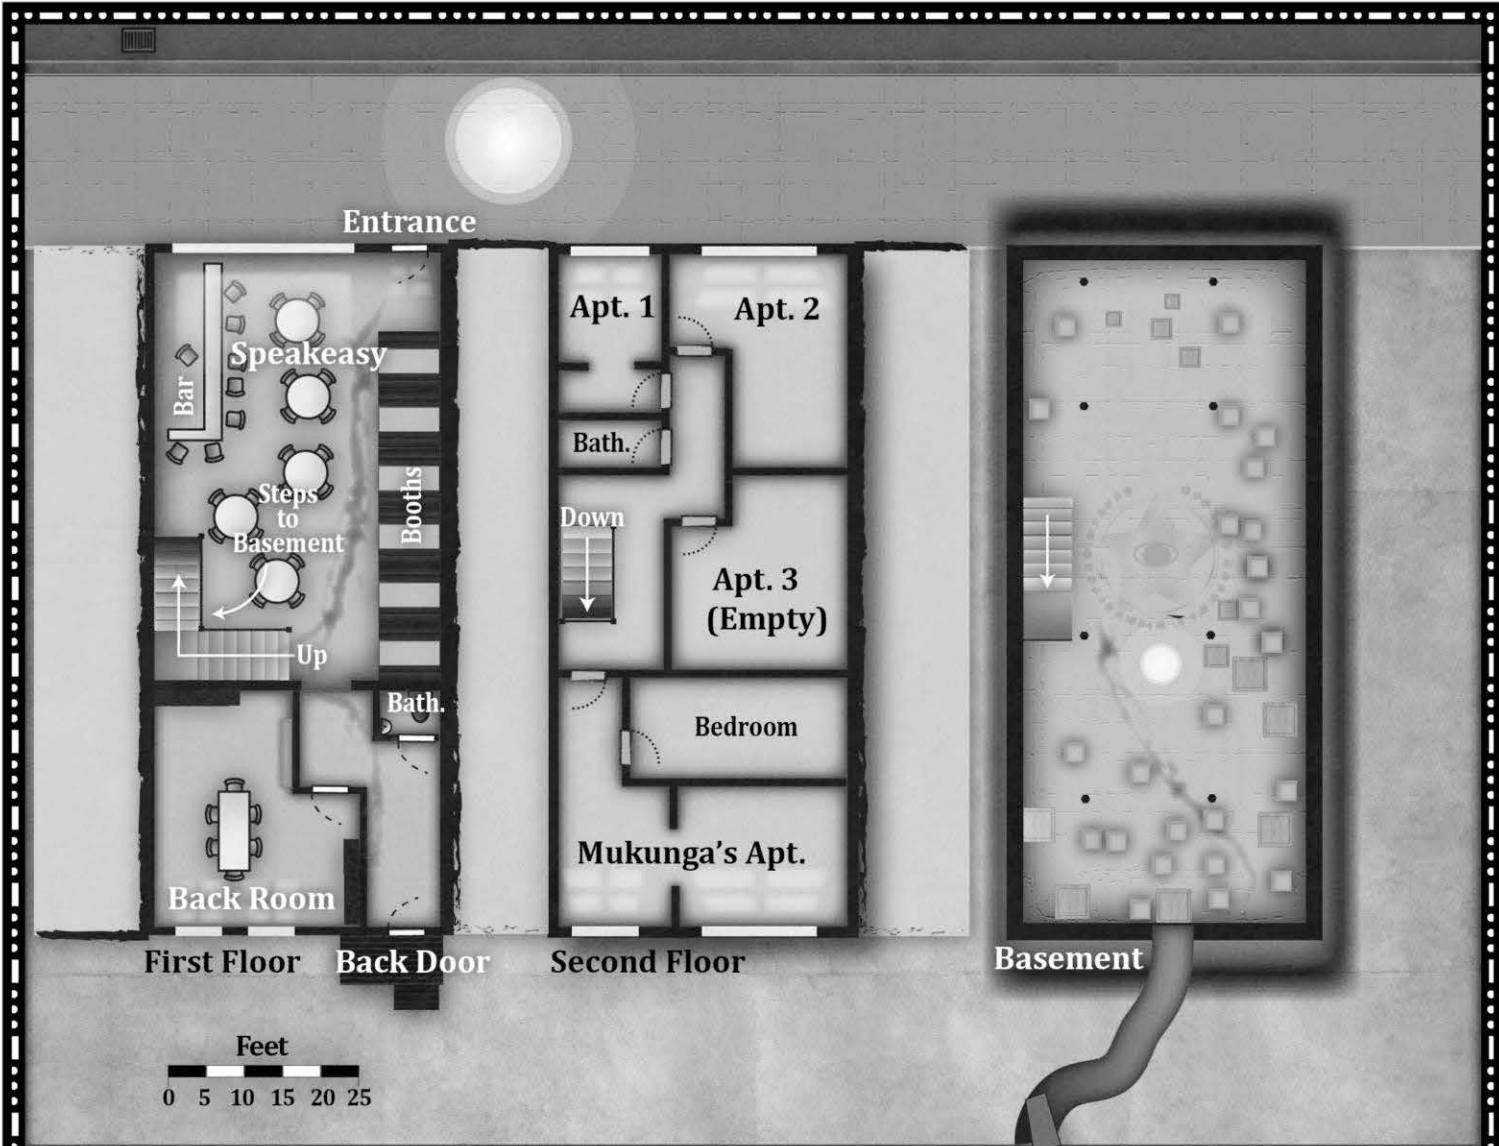 Entrance
Speakeasy
Bar
Steps
to
Basement
Booths
Up
Bath.
Back Room
First Floor
Back Door
Apt. 1
Apt. 2
Bath.
Down
Apt. 3
(Empty)
Bedroom
Mukunga’s Apt.
Second Floor
Basement
Feet
0 5 10 15 20 25